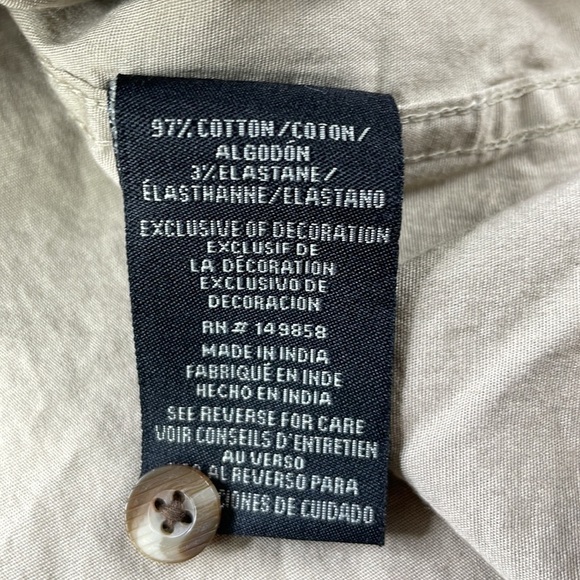 97% COTTON/COTON/
ALGODÓN
3%ELASTANE/
ÉLASTHANNE/ELASTANO
EXCLUSIVE OF DECORATION
EXCLUSIF DE
LA DÉCORATION
EXCLUSIVO DE
DECORACION
RN# 149858
MADE IN INDIA
FABRIQUÉ EN INDE
HECHO EN INDIA
SEE REVERSE FOR CARE
VOIR CONSEILS D'ENTRETIEN
AU VERSO
AL REVERSO PARA
DE CUIDADO